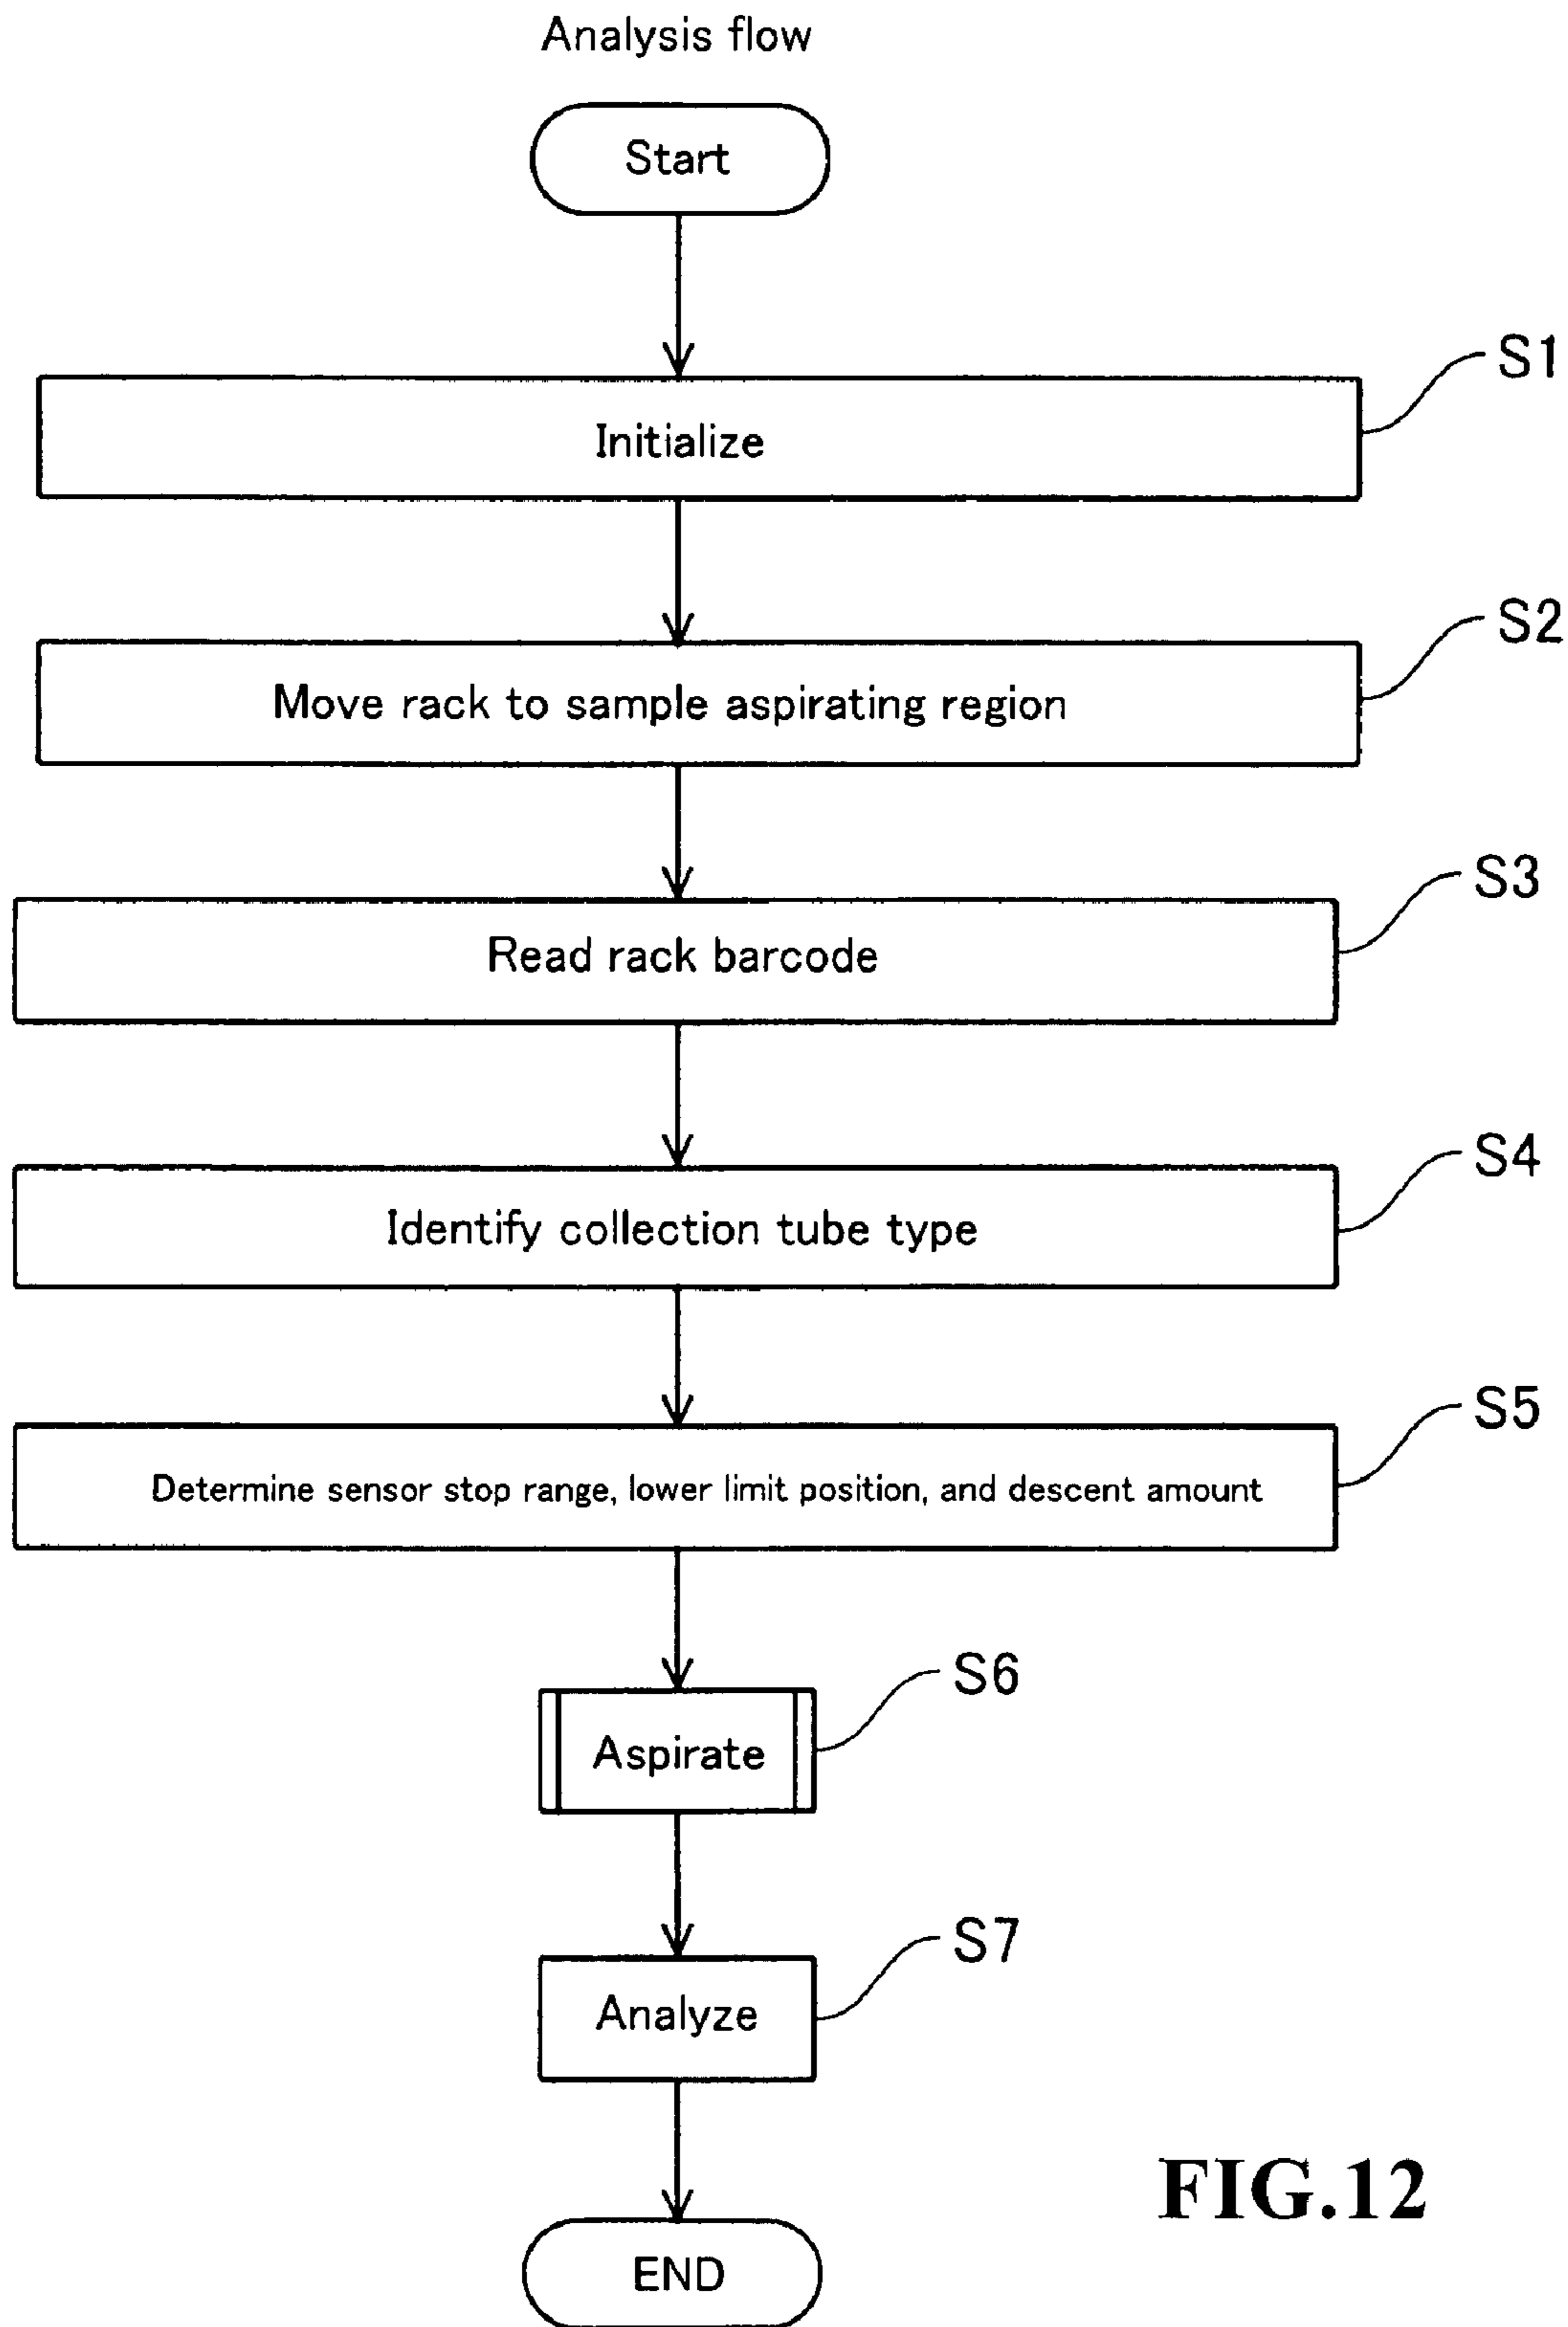 Analysis flow
Start
S1
Initialize
S2
Move rack to sample aspirating region
S3
Read rack barcode
S4
Identify collection tube type
S5
Determine sensor stop range, lower limit position, and descent amount
S6
Aspirate
S7
Analyze
END
FIG.12